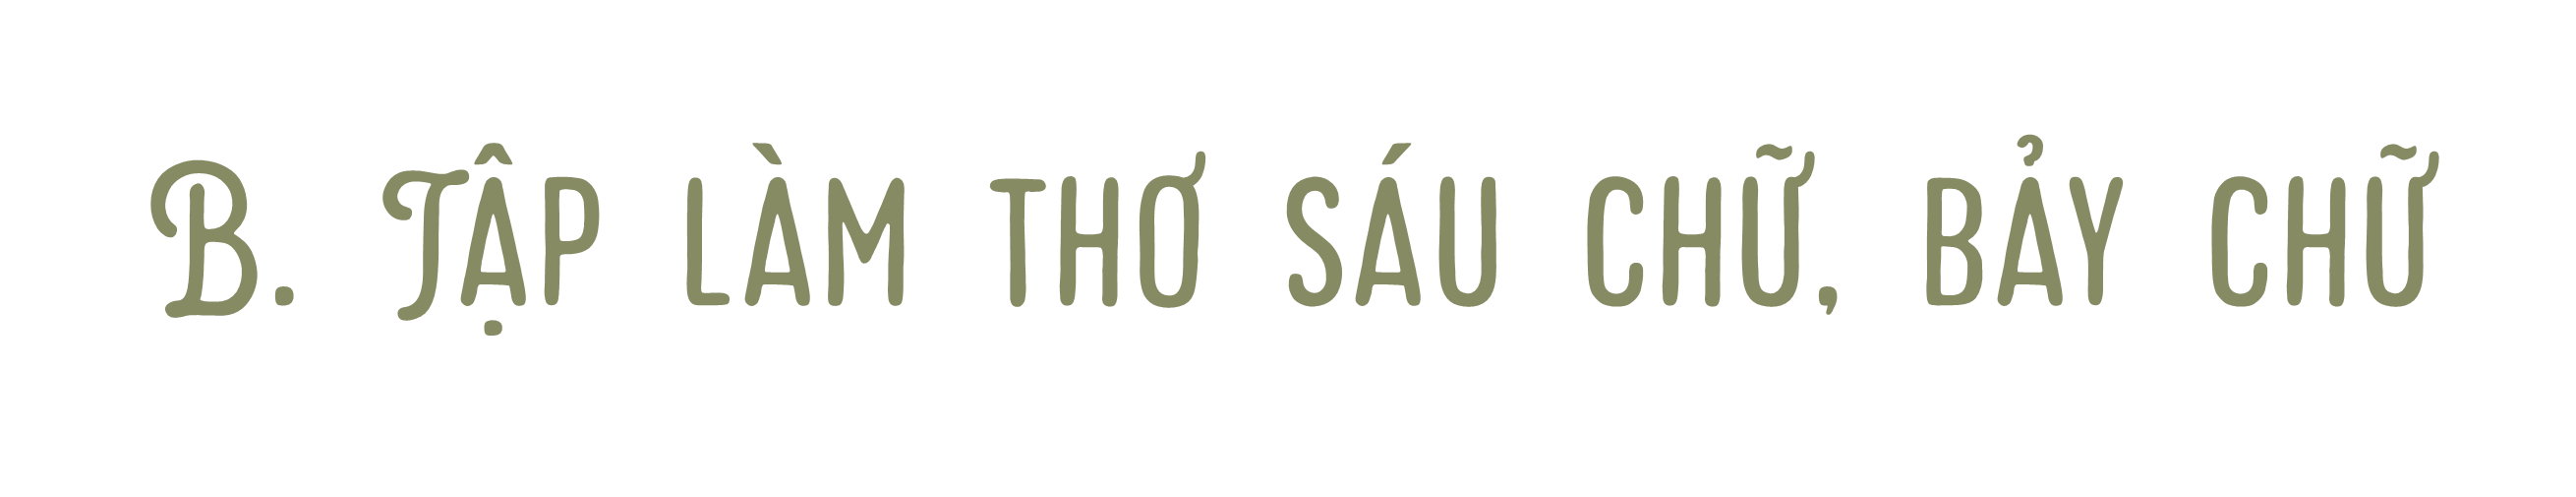 B. Tập làm thơ sáu chữ, bảy chữ